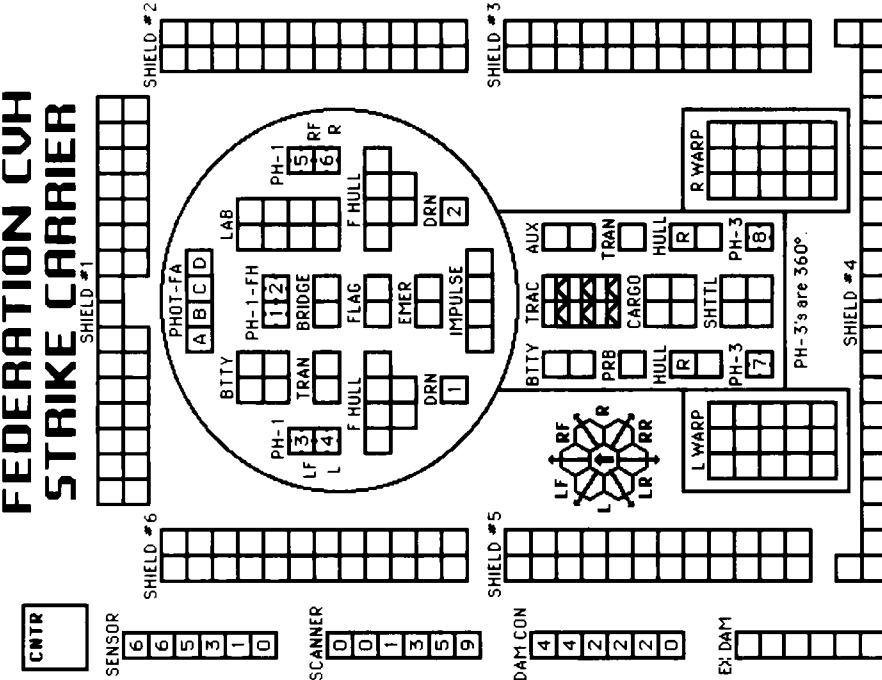 FEDERATION CVH
STRIKE CARRIER
SHIELD #1
SHIELD #2
SHIELD #3
SHIELD #4
SHIELD #5
SHIELD #6
PHOT-FA
A B C D
BTTY
PH-1-FH
1 2
LAB
PH-1
5 RF
6 R
PH-1
LF 3
L 4
TRAN
BRIDGE
F HULL
FLAG
F HULL
EMER
DRN
1
IMPULSE
DRN
2
BTTY
TRAC
AUX
PRB
CARGO
TRAN
HULL
R
HULL
R
SHTTL
PH-3
7
PH-3
8
PH-3's are 360°.
L WARP
R WARP
LF RF
L R
LR RR
CNTR
SENSOR
6 6 5 3 1 0
SCANNER
0 0 1 3 5 9
DAM CON
4 4 2 2 2 0
EX DAM